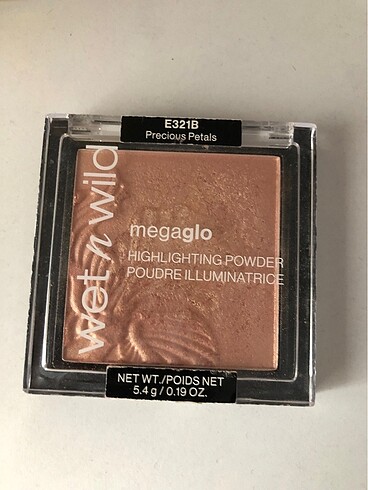 E321B
Precious Petals
wet n wild
megaglo
HIGHLIGHTING POWDER
POUDRE ILLUMINATRICE
NET WT./POIDS NET
5.4 g / 0.19 OZ.